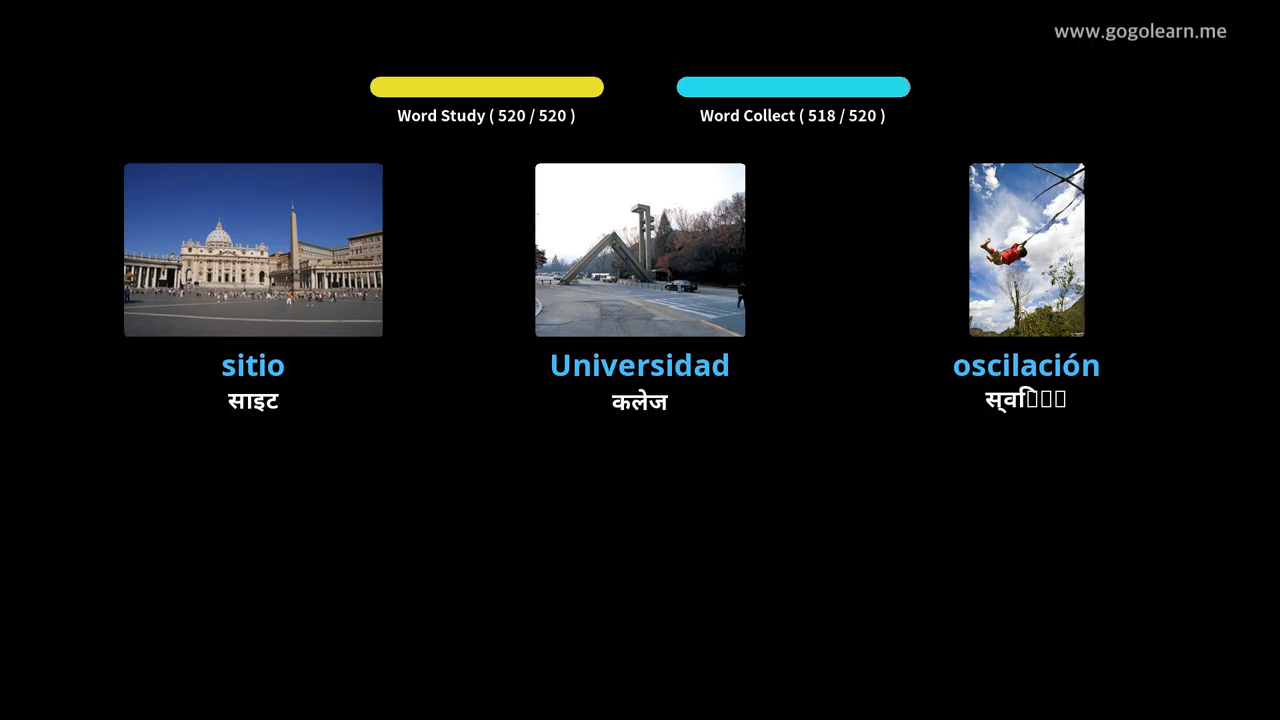 www.gogolearn.me
Word Study ( 520 / 520 )
Word Collect ( 518 / 520 )
sitio
Universidad
oscilación
साइट
कलेज